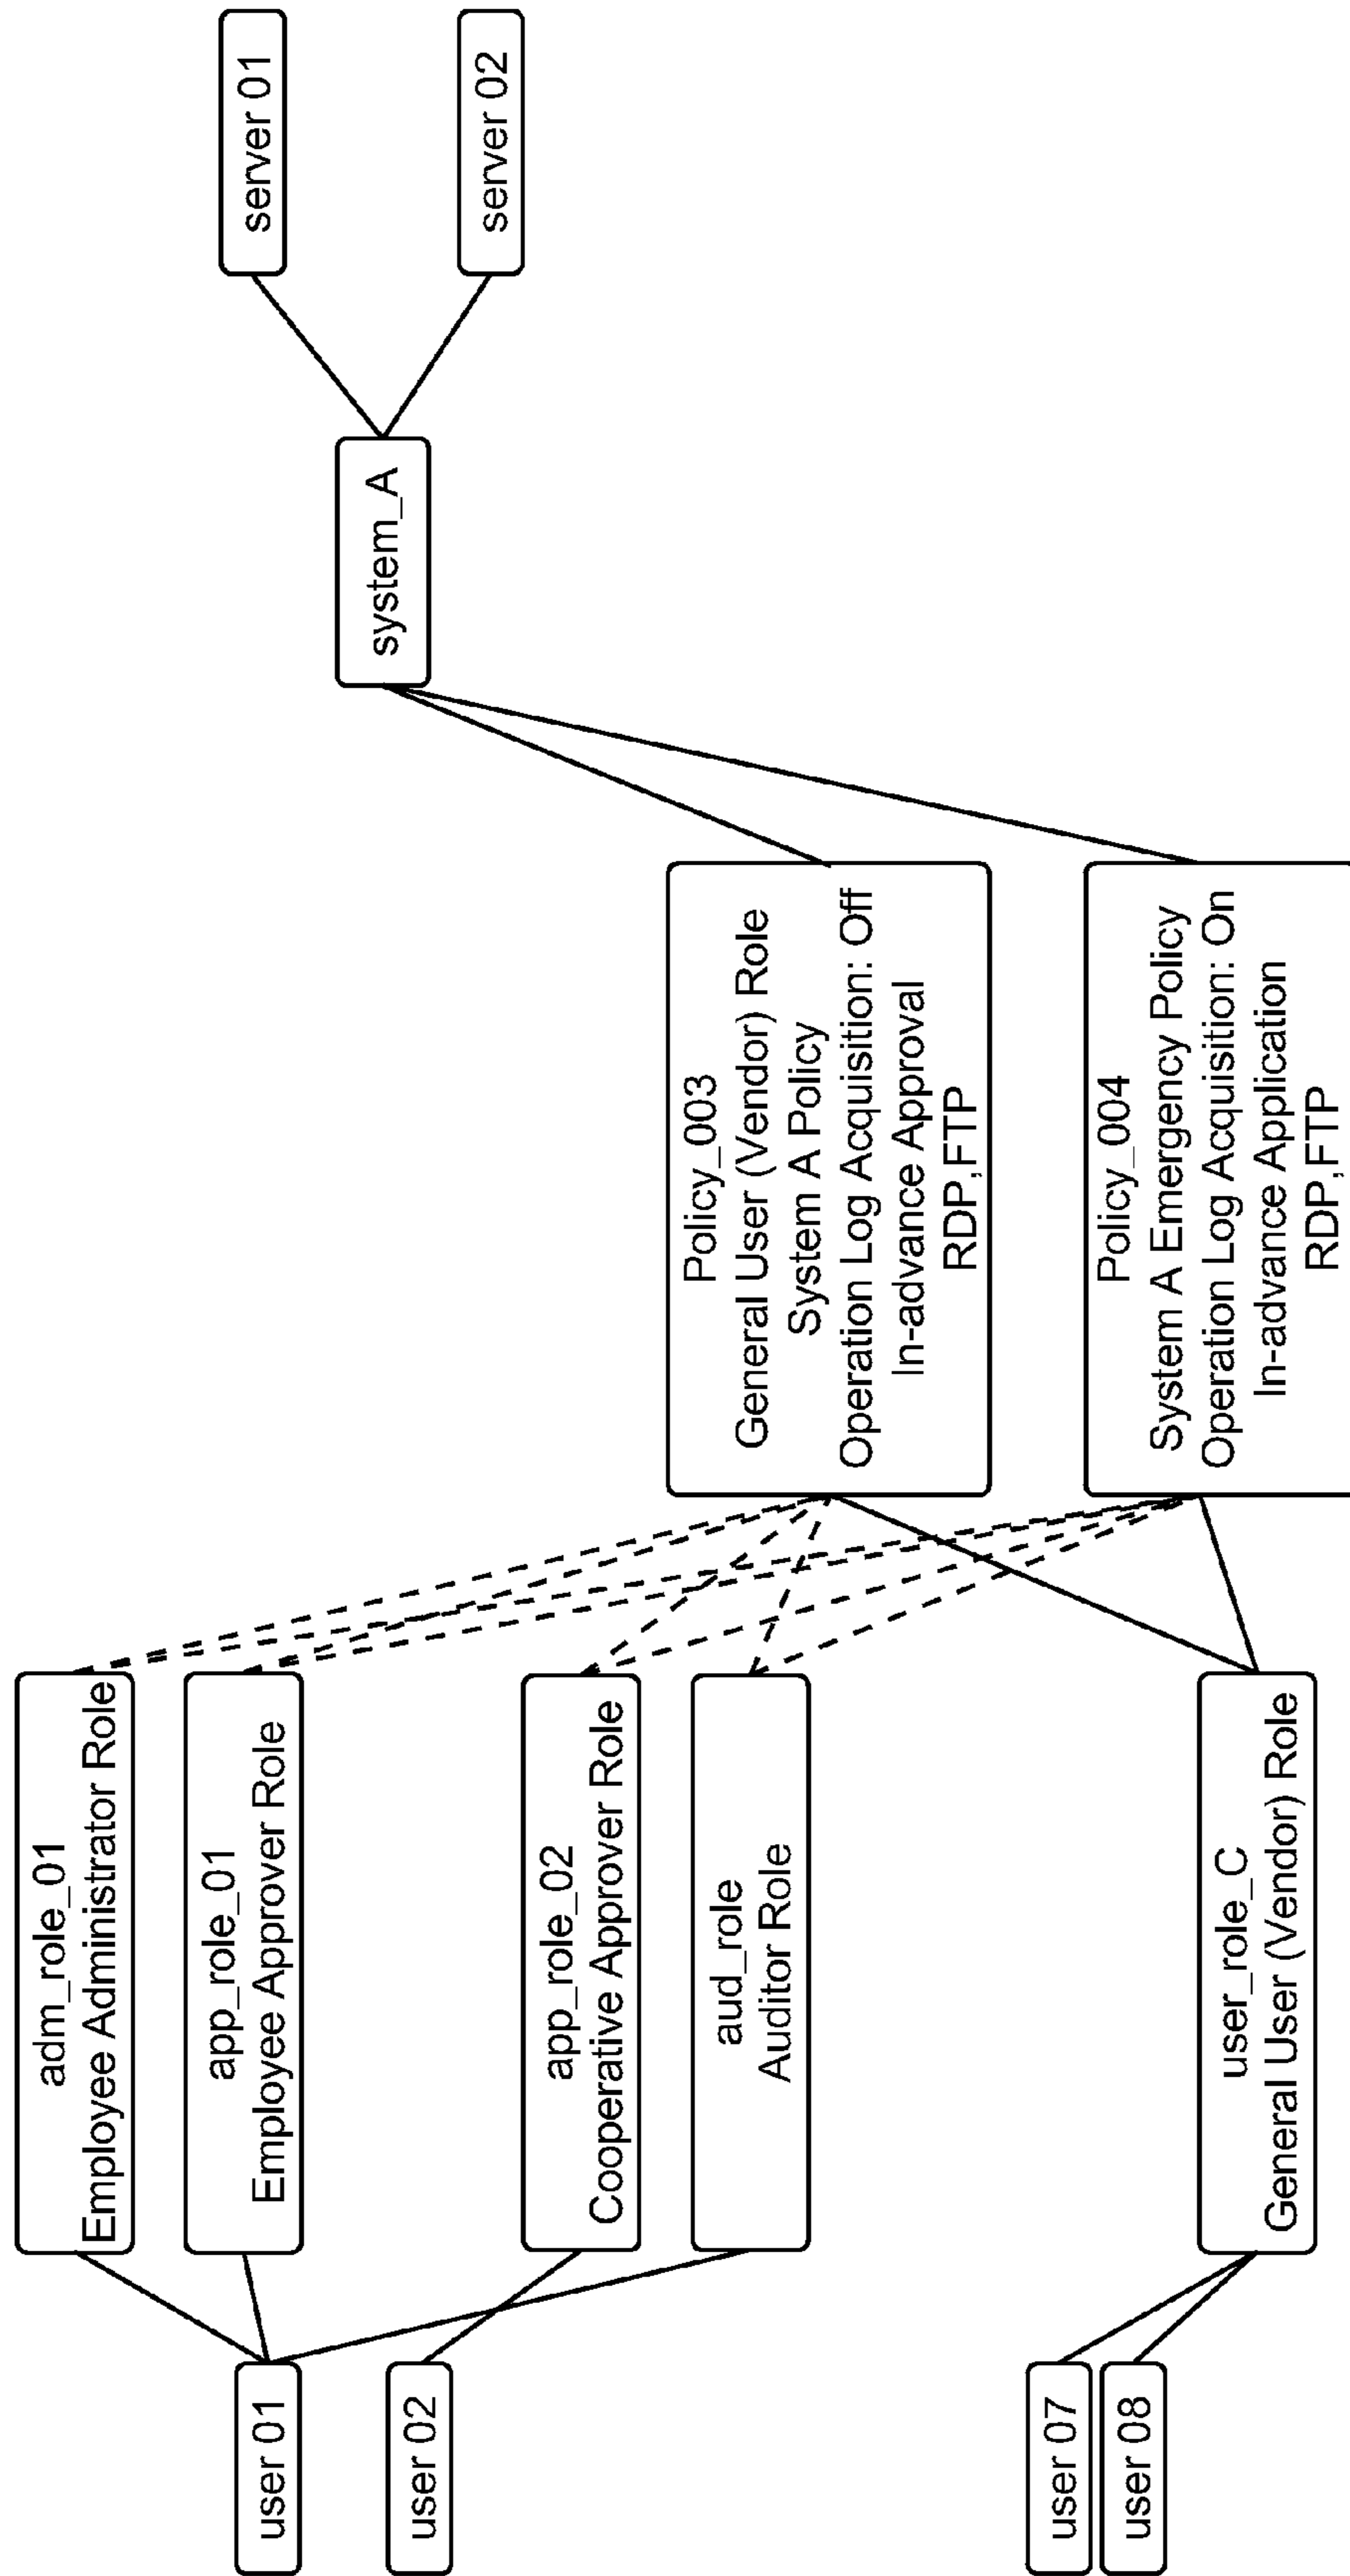 user 01
user 02
user 07
user 08
adm_role_01
Employee Administrator Role
app_role_01
Employee Approver Role
app_role_02
Cooperative Approver Role
aud_role
Auditor Role
user_role_C
General User (Vendor) Role
Policy_003
General User (Vendor) Role
System A Policy
Operation Log Acquisition: Off
In-advance Approval
RDP,FTP
Policy_004
System A Emergency Policy
Operation Log Acquisition: On
In-advance Application
RDP,FTP
system_A
server 01
server 02